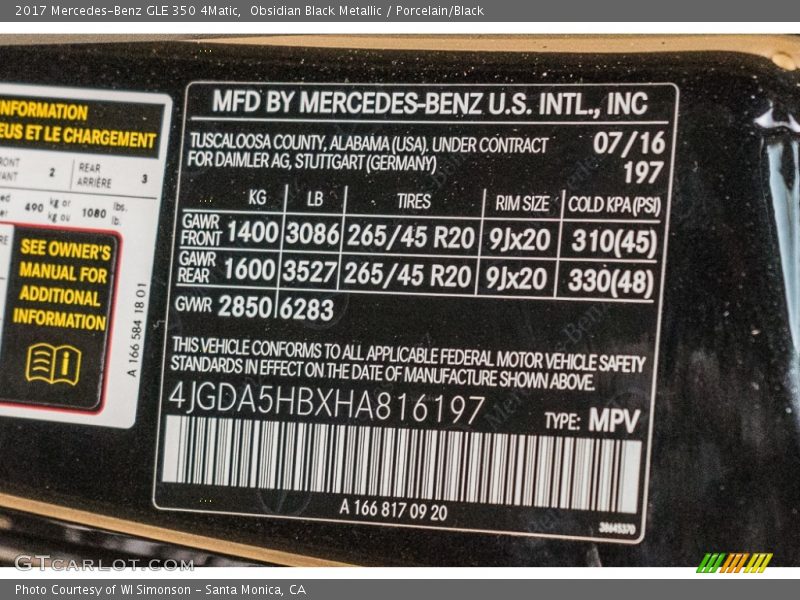 2017 Mercedes-Benz GLE 350 4Matic, Obsidian Black Metallic / Porcelain/Black
INFORMATION
EUS ET LE CHARGEMENT
2 REAR ARRIÈRE 3
490 kg or kg ou 1080 lbs. lb.
SEE OWNER'S
MANUAL FOR
ADDITIONAL
INFORMATION
A 166 584 18 01
MFD BY MERCEDES-BENZ U.S. INTL., INC
TUSCALOOSA COUNTY, ALABAMA (USA). UNDER CONTRACT 07/16
FOR DAIMLER AG, STUTTGART (GERMANY) 197
KG LB TIRES RIM SIZE COLD KPA(PSI)
GAWR FRONT 1400 3086 265/45 R20 9Jx20 310(45)
GAWR REAR 1600 3527 265/45 R20 9Jx20 330(48)
GVWR 2850 6283
THIS VEHICLE CONFORMS TO ALL APPLICABLE FEDERAL MOTOR VEHICLE SAFETY
STANDARDS IN EFFECT ON THE DATE OF MANUFACTURE SHOWN ABOVE.
4JGDA5HBXHA816197 TYPE: MPV
A 166 817 09 20
38645370
GTCARLOT.COM
Photo Courtesy of WI Simonson - Santa Monica, CA